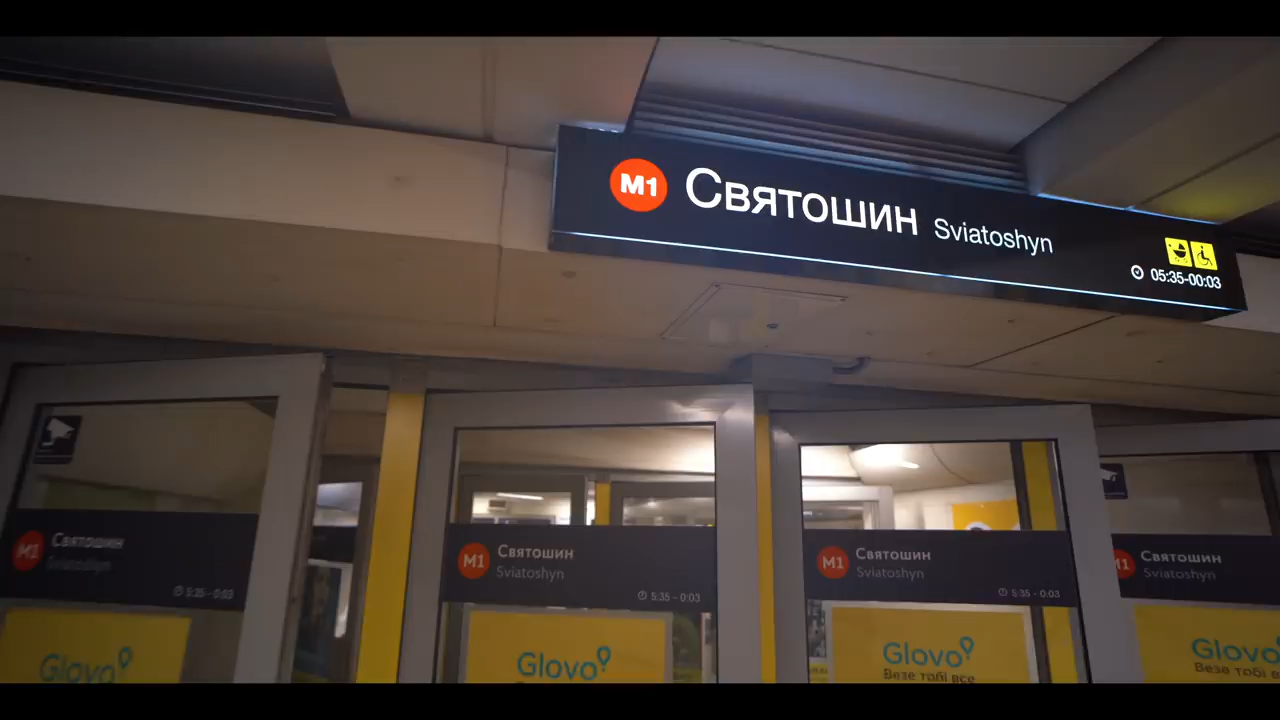 M1 Святошин Sviatoshyn
05:35-00:03
M1 Святошин
Sviatoshyn
5:35 - 0:03
Glovo
M1 Святошин
Sviatoshyn
5:35 - 0:03
Glovo
M1 Святошин
Sviatoshyn
5:35 - 0:03
Glovo
Везе тобі все
M1 Святошин
Sviatoshyn
Glovo
Везе тобі